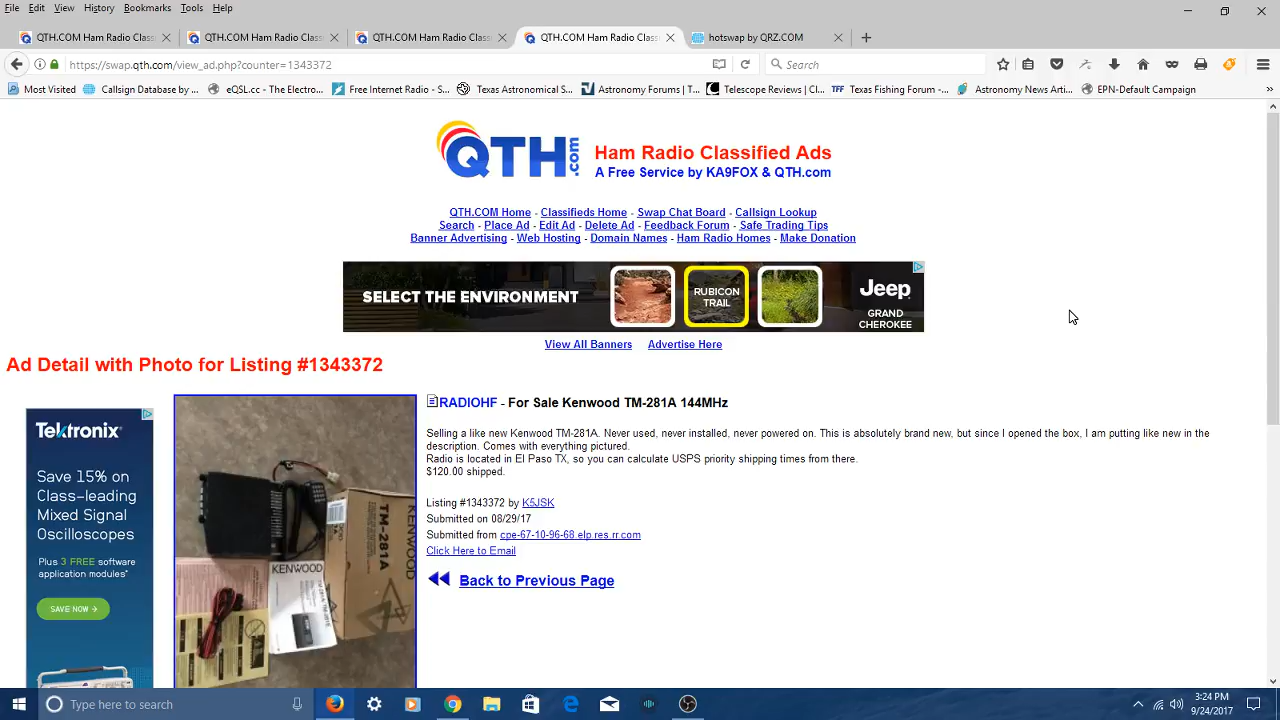 File Edit View History Bookmarks Tools Help
QTH.COM Ham Radio Class
QTH.COM Ham Radio Class
QTH.COM Ham Radio Class
QTH.COM Ham Radio Class
hotswap by QRZ.COM
https://swap.qth.com/view_ad.php?counter=1343372
Search
Most Visited
Callsign Database by ...
eQSL.cc - The Electro...
Free Internet Radio - S...
Texas Astronomical S...
Astronomy Forums | T...
Telescope Reviews | C...
Texas Fishing Forum -...
Astronomy News Arti...
EPN-Default Campaign
QTH.com
Ham Radio Classified Ads
A Free Service by KA9FOX & QTH.com
QTH.COM Home - Classifieds Home - Swap Chat Board - Callsign Lookup
Search - Place Ad - Edit Ad - Delete Ad - Feedback Forum - Safe Trading Tips
Banner Advertising - Web Hosting - Domain Names - Ham Radio Homes - Make Donation
SELECT THE ENVIRONMENT
RUBICON
TRAIL
Jeep
GRAND
CHEROKEE
View All Banners Advertise Here
Ad Detail with Photo for Listing #1343372
Tektronix
Save 15% on
Class-leading
Mixed Signal
Oscilloscopes
Plus 3 FREE software
application modules*
SAVE NOW
KENWOOD
TM-281A
KENWOOD
RADIOHF - For Sale Kenwood TM-281A 144MHz
Selling a like new Kenwood TM-281A. Never used, never installed, never powered on. This is absolutely brand new, but since I opened the box, I am putting like new in the
description. Comes with everything pictured.
Radio is located in El Paso TX, so you can calculate USPS priority shipping times from there.
$120.00 shipped.
Listing #1343372 by K5JSK
Submitted on 08/29/17
Submitted from cpe-67-10-96-68.elp.res.rr.com
Click Here to Email
Back to Previous Page
Type here to search
3:24 PM
9/24/2017